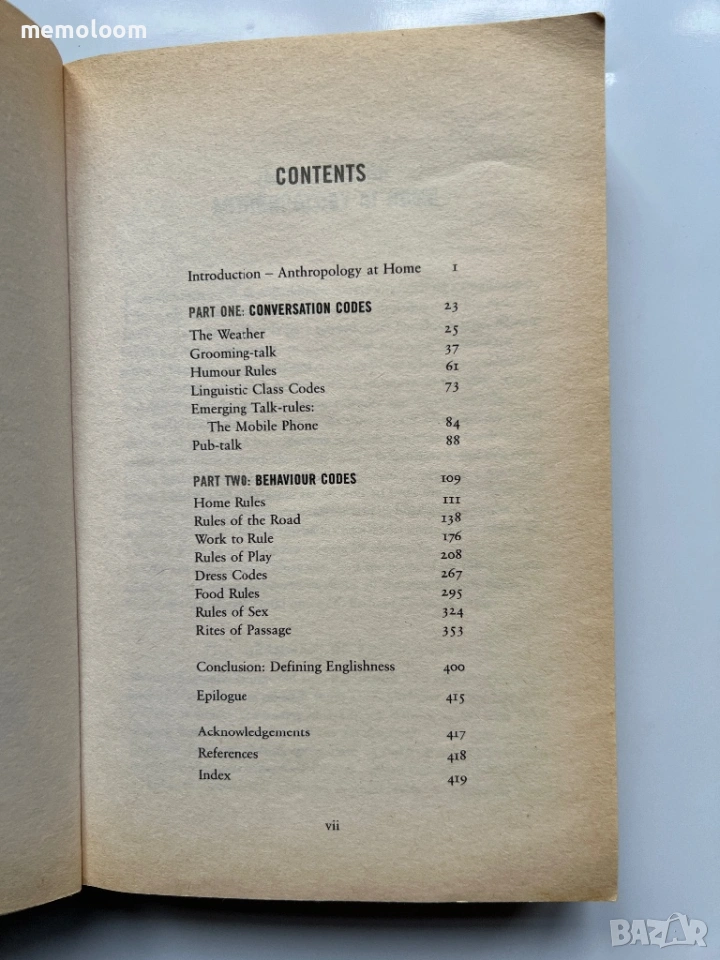 memoloom
CONTENTS
Introduction – Anthropology at Home 1
PART ONE: CONVERSATION CODES 23
The Weather 25
Grooming-talk 37
Humour Rules 61
Linguistic Class Codes 73
Emerging Talk-rules:
The Mobile Phone 84
Pub-talk 88
PART TWO: BEHAVIOUR CODES 109
Home Rules 111
Rules of the Road 138
Work to Rule 176
Rules of Play 208
Dress Codes 267
Food Rules 295
Rules of Sex 324
Rites of Passage 353
Conclusion: Defining Englishness 400
Epilogue 415
Acknowledgements 417
References 418
Index 419
vii
BAZAR